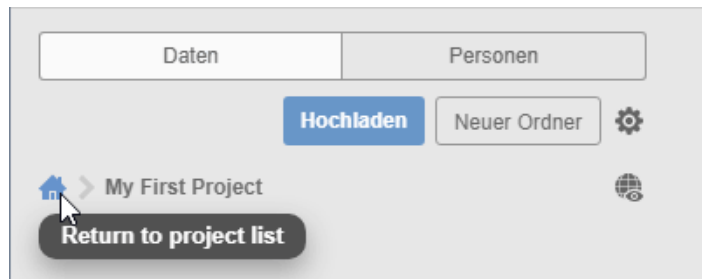 Daten Personen
Hochladen Neuer Ordner
My First Project
Return to project list